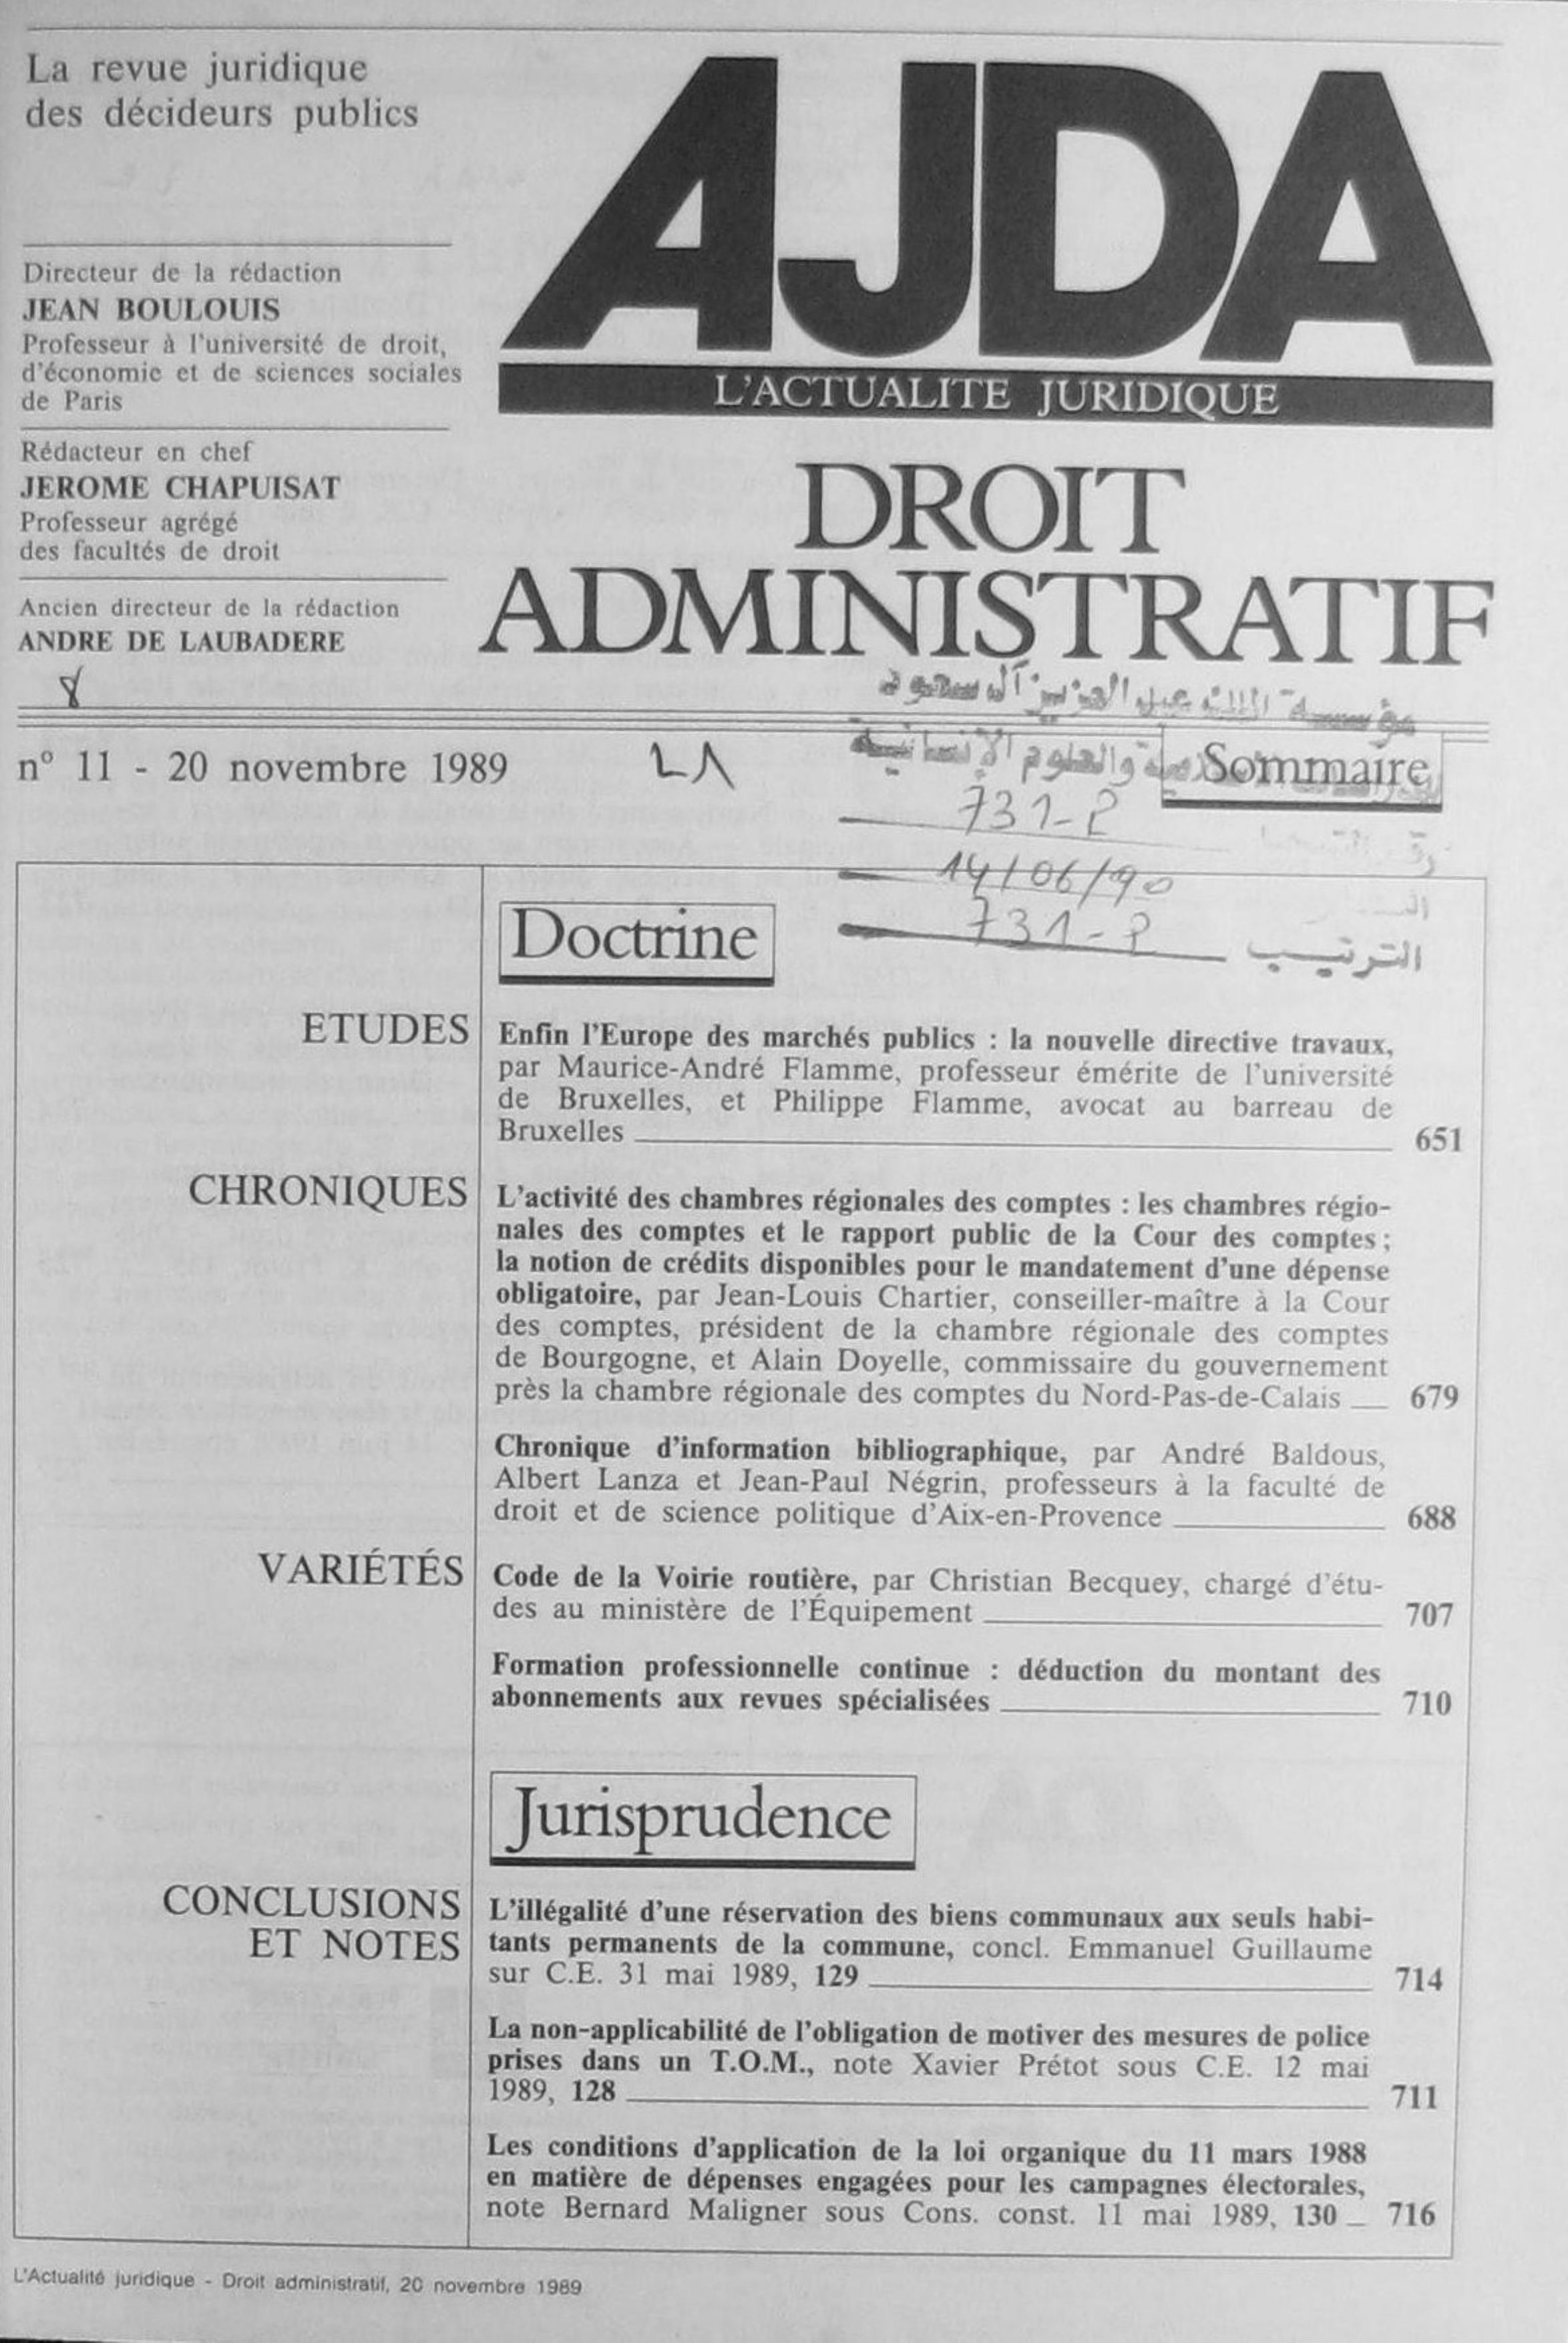 La revue juridique
des décideurs publics
AJDA
L'ACTUALITE JURIDIQUE
DROIT
ADMINISTRATIF
Directeur de la rédaction
JEAN BOULOUIS
Professeur à l'université de droit,
d'économie et de sciences sociales
de Paris
Rédacteur en chef
JEROME CHAPUISAT
Professeur agrégé
des facultés de droit
Ancien directeur de la rédaction
ANDRE DE LAUBADERE
8
مؤسسة الملك عبد العزيز آل سعود
والعلوم الإنسانية
n° 11 - 20 novembre 1989
Sommaire
731-P
14/06/90
731-P
الترتيب
Doctrine
ETUDES
Enfin l'Europe des marchés publics : la nouvelle directive travaux,
par Maurice-André Flamme, professeur émérite de l'université
de Bruxelles, et Philippe Flamme, avocat au barreau de
Bruxelles 651
CHRONIQUES
L'activité des chambres régionales des comptes : les chambres régio-
nales des comptes et le rapport public de la Cour des comptes ;
la notion de crédits disponibles pour le mandatement d'une dépense
obligatoire, par Jean-Louis Chartier, conseiller-maître à la Cour
des comptes, président de la chambre régionale des comptes
de Bourgogne, et Alain Doyelle, commissaire du gouvernement
près la chambre régionale des comptes du Nord-Pas-de-Calais 679
Chronique d'information bibliographique, par André Baldous,
Albert Lanza et Jean-Paul Négrin, professeurs à la faculté de
droit et de science politique d'Aix-en-Provence 688
VARIÉTÉS
Code de la Voirie routière, par Christian Becquey, chargé d'étu-
des au ministère de l'Équipement 707
Formation professionnelle continue : déduction du montant des
abonnements aux revues spécialisées 710
Jurisprudence
CONCLUSIONS
ET NOTES
L'illégalité d'une réservation des biens communaux aux seuls habi-
tants permanents de la commune, concl. Emmanuel Guillaume
sur C.E. 31 mai 1989, 129 714
La non-applicabilité de l'obligation de motiver des mesures de police
prises dans un T.O.M., note Xavier Prétot sous C.E. 12 mai
1989, 128 711
Les conditions d'application de la loi organique du 11 mars 1988
en matière de dépenses engagées pour les campagnes électorales,
note Bernard Maligner sous Cons. const. 11 mai 1989, 130 716
L'Actualité juridique - Droit administratif, 20 novembre 1989